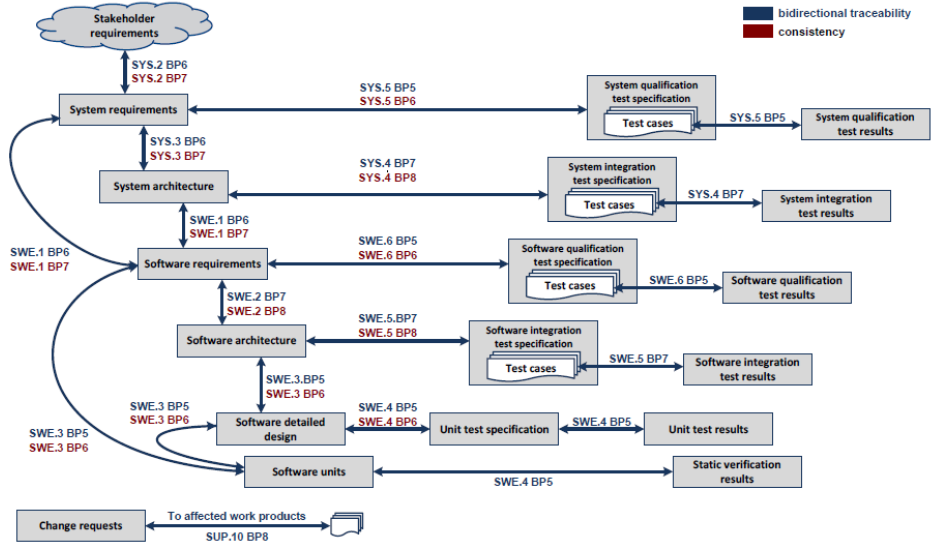 Stakeholder
requirements
bidirectional traceability
consistency
SYS.2 BP6
SYS.2 BP7
System requirements
SYS.5 BP5
SYS.5 BP6
System qualification
test specification
Test cases
SYS.5 BP5
System qualification
test results
SYS.3 BP6
SYS.3 BP7
System architecture
SYS.4 BP7
SYS.4 BP8
System integration
test specification
Test cases
SYS.4 BP7
System integration
test results
SWE.1 BP6
SWE.1 BP7
SWE.1 BP6
SWE.1 BP7
Software requirements
SWE.6 BP5
SWE.6 BP6
Software qualification
test specification
Test cases
SWE.6 BP5
Software qualification
test results
SWE.2 BP7
SWE.2 BP8
Software architecture
SWE.5.BP7
SWE.5 BP8
Software integration
test specification
Test cases
SWE.5 BP7
Software integration
test results
SWE.3.BP5
SWE.3 BP6
SWE.3 BP5
SWE.3 BP6
SWE.3 BP5
SWE.3 BP6
Software detailed
design
SWE.4 BP5
SWE.4 BP6
Unit test specification
SWE.4 BP5
Unit test results
Software units
SWE.4 BP5
Static verification
results
Change requests
To affected work products
SUP.10 BP8